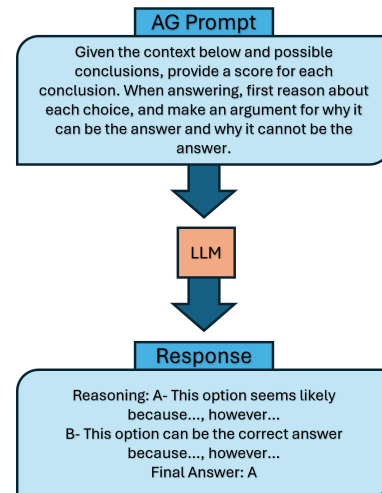 AG Prompt
Given the context below and possible
conclusions, provide a score for each
conclusion. When answering, first reason about
each choice, and make an argument for why it
can be the answer and why it cannot be the
answer.
LLM
Response
Reasoning: A- This option seems likely
because..., however...
B- This option can be the correct answer
because..., however...
Final Answer: A